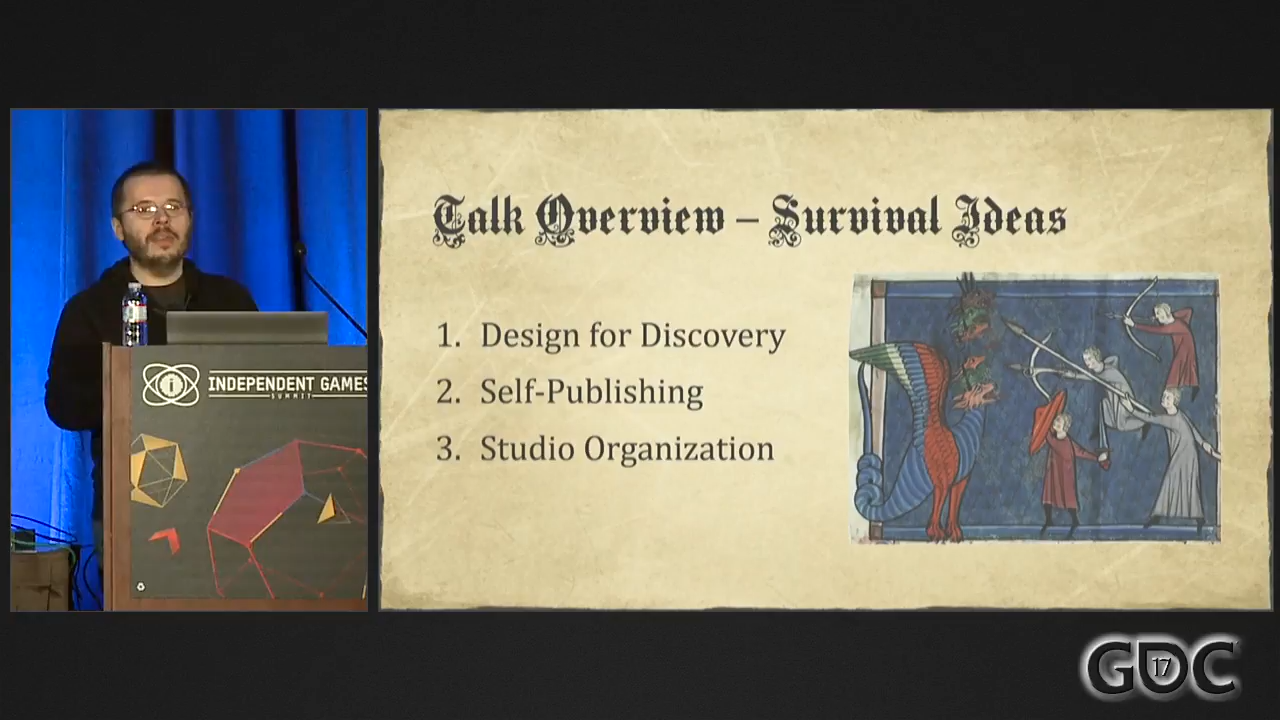 Talk Overview – Survival Ideas
1. Design for Discovery
2. Self-Publishing
3. Studio Organization
i
INDEPENDENT GAMES
SUMMIT
GDC
17